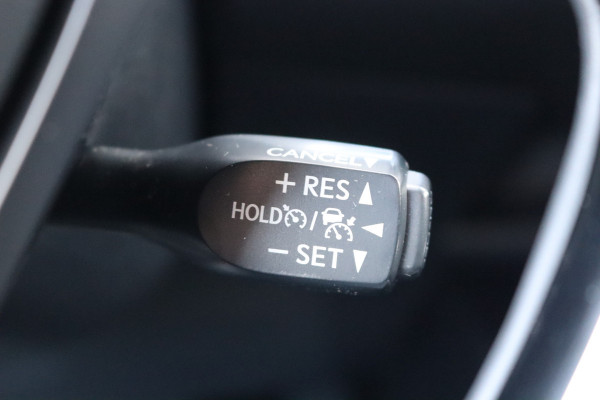 CANCEL
+ RES
HOLD /
− SET